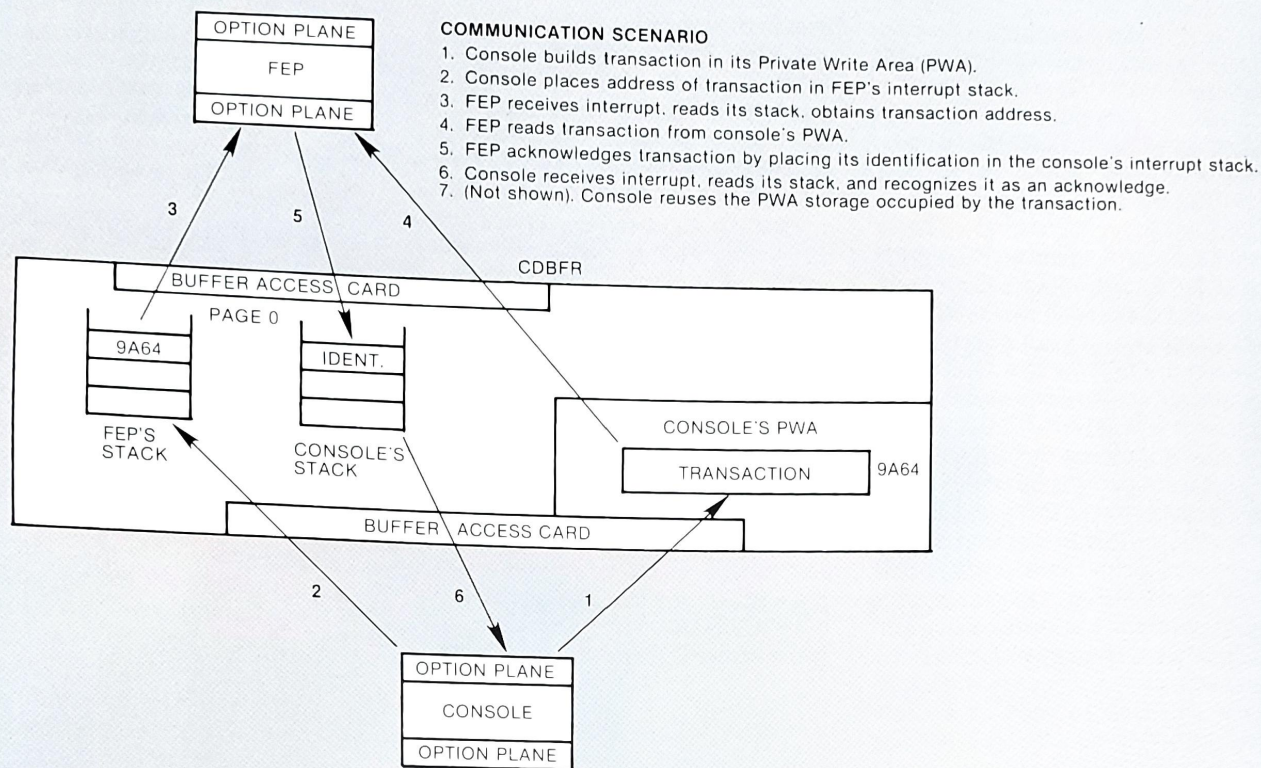 OPTION PLANE
FEP
OPTION PLANE
COMMUNICATION SCENARIO
1. Console builds transaction in its Private Write Area (PWA).
2. Console places address of transaction in FEP's interrupt stack.
3. FEP receives interrupt, reads its stack, obtains transaction address.
4. FEP reads transaction from console's PWA.
5. FEP acknowledges transaction by placing its identification in the console's interrupt stack.
6. Console receives interrupt, reads its stack, and recognizes it as an acknowledge.
7. (Not shown). Console reuses the PWA storage occupied by the transaction.
3
5
4
CDBFR
BUFFER ACCESS CARD
PAGE 0
9A64
IDENT.
FEP'S
STACK
CONSOLE'S
STACK
CONSOLE'S PWA
TRANSACTION
9A64
BUFFER ACCESS CARD
2
6
1
OPTION PLANE
CONSOLE
OPTION PLANE